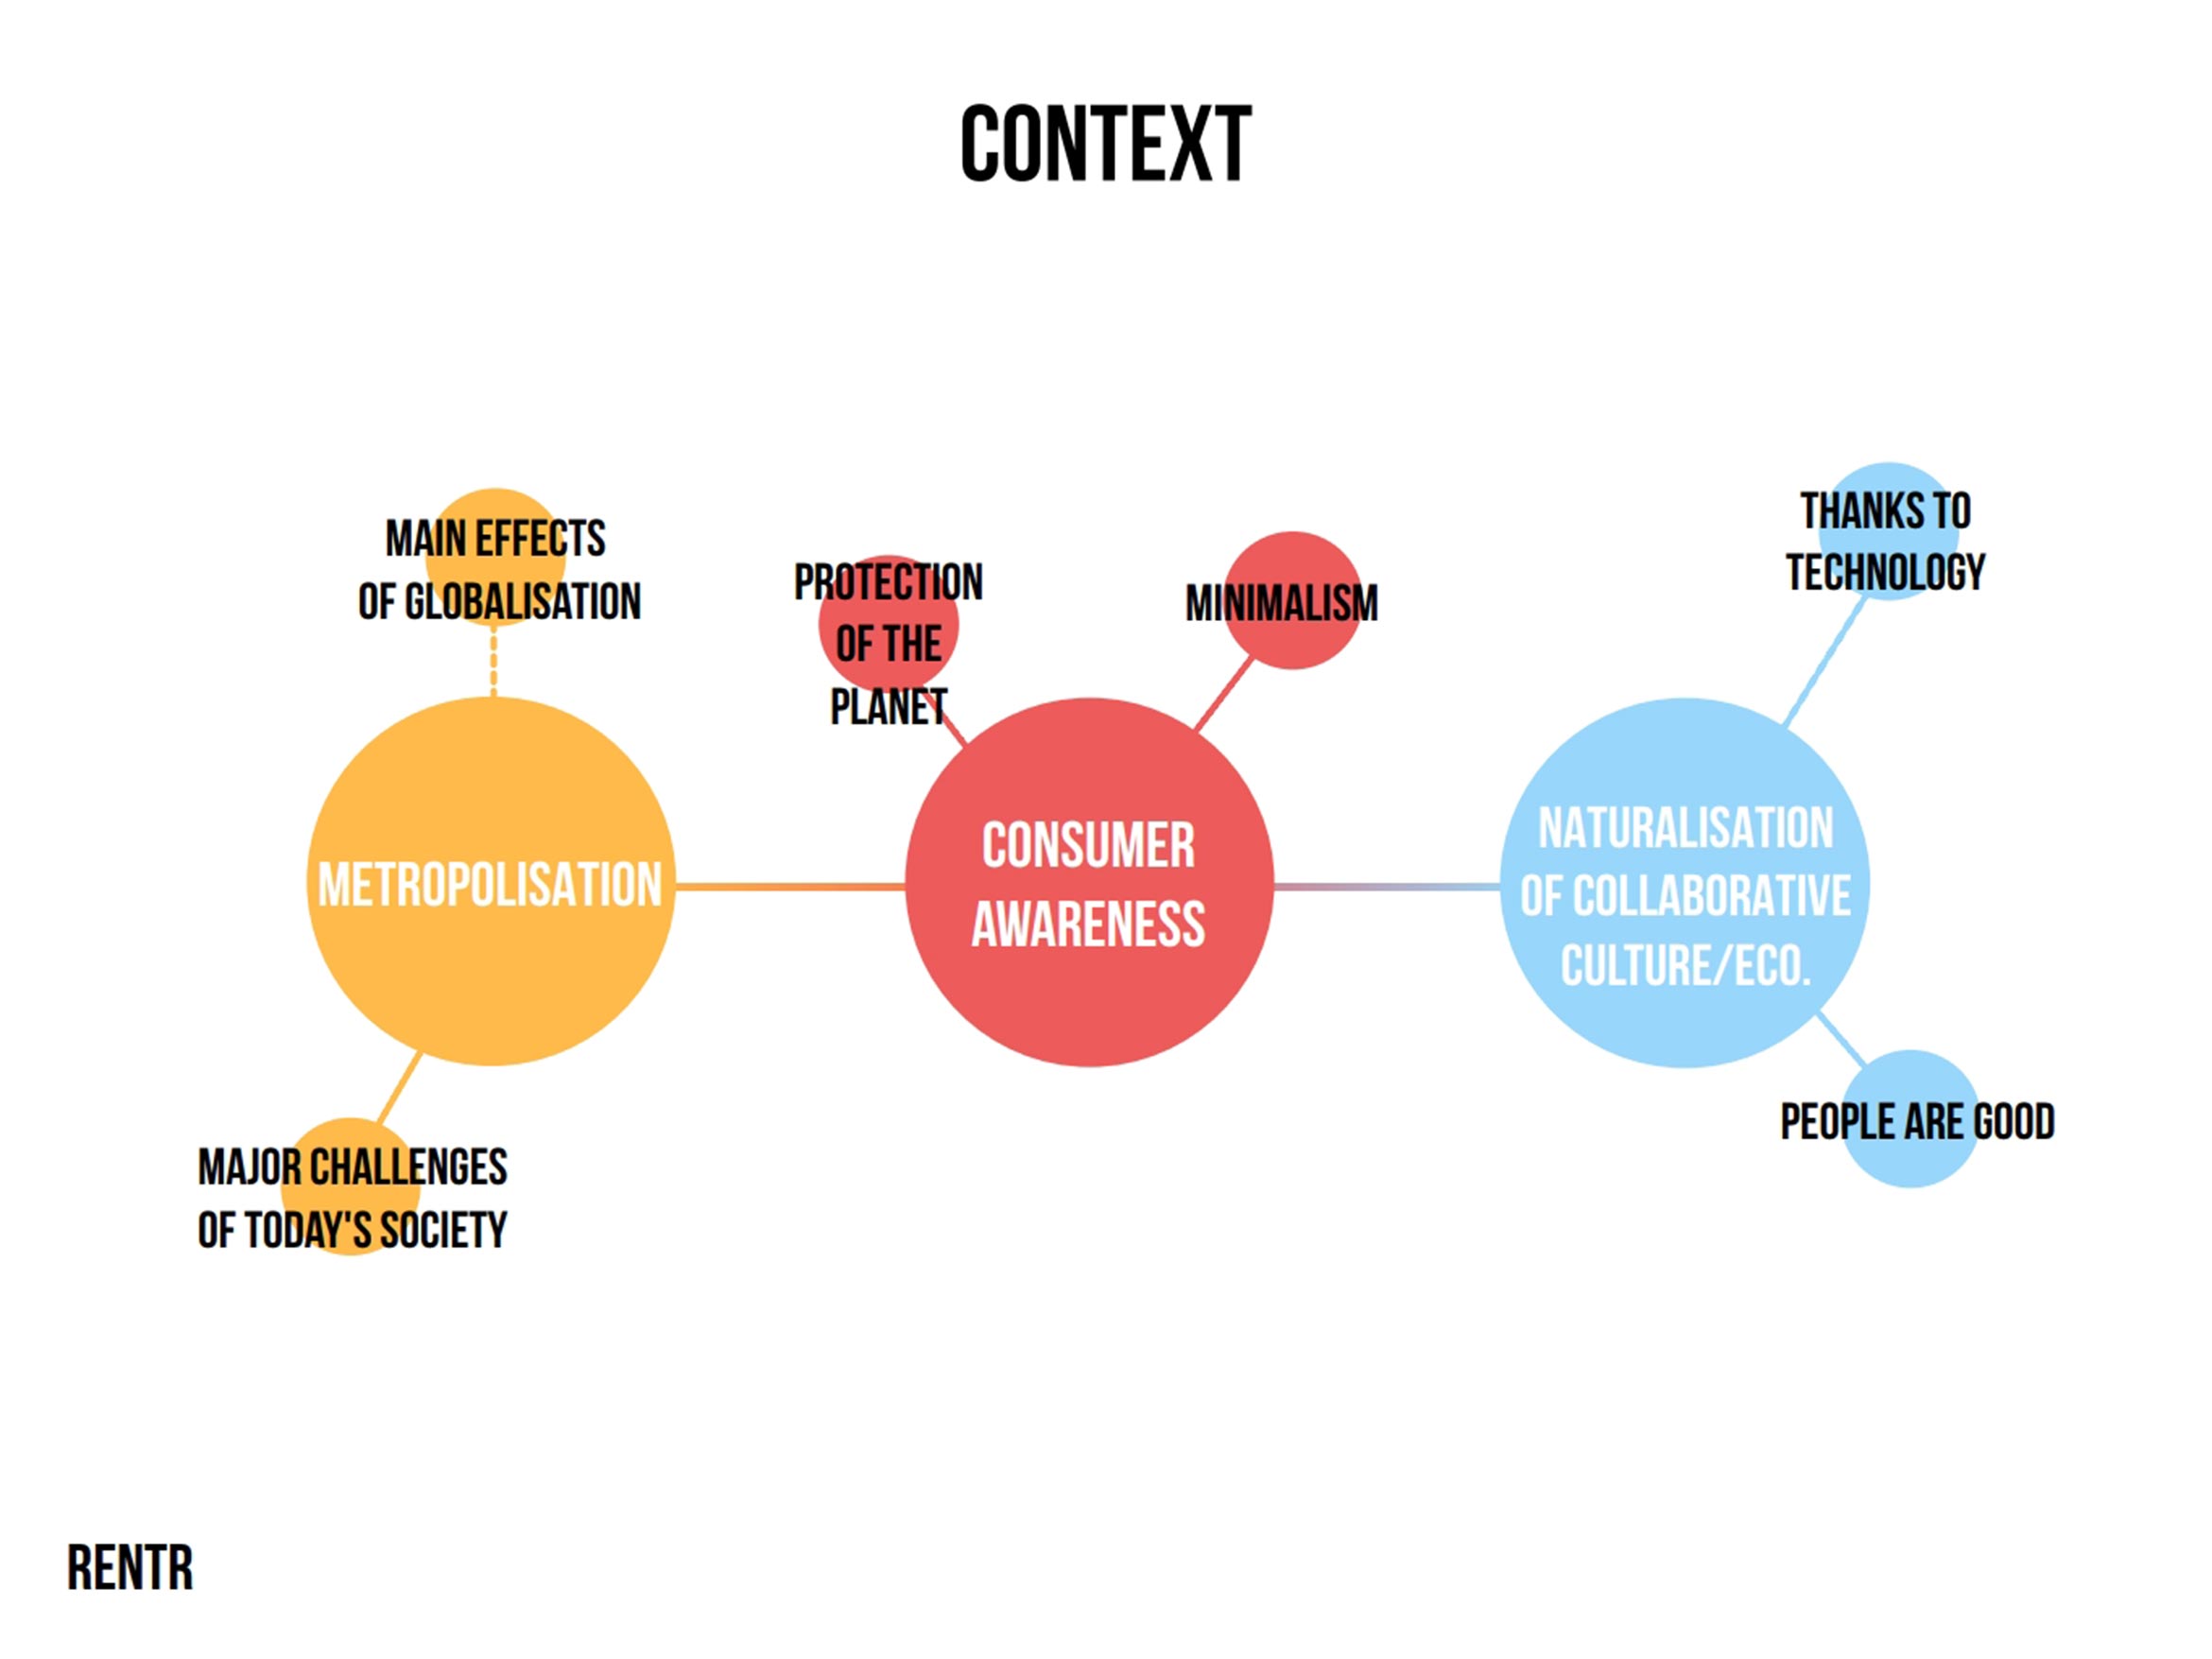 CONTEXT
MAIN EFFECTS
OF GLOBALISATION
PROTECTION
OF THE
PLANET
MINIMALISM
THANKS TO
TECHNOLOGY
METROPOLISATION
CONSUMER
AWARENESS
NATURALISATION
OF COLLABORATIVE
CULTURE/ECO.
MAJOR CHALLENGES
OF TODAY'S SOCIETY
PEOPLE ARE GOOD
RENTR